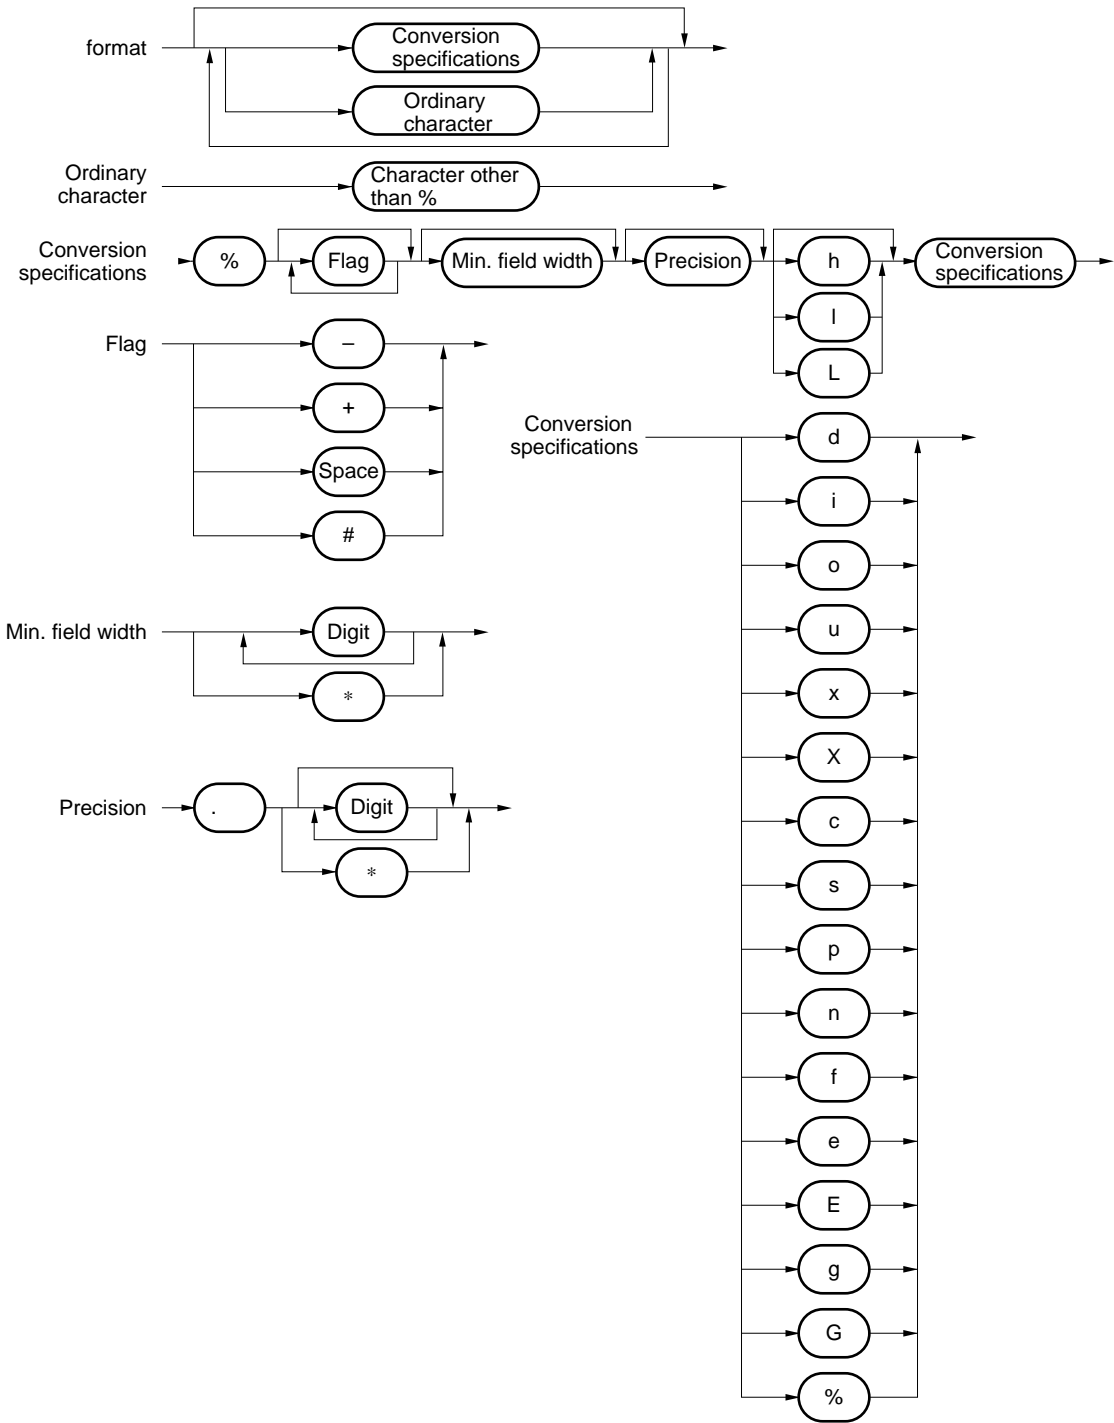 format
Conversion
specifications
Ordinary
character
Ordinary
character
Character other
than %
Conversion
specifications
%
Flag
Min. field width
Precision
h
l
L
Conversion
specifications
Flag
–
+
Space
#
Conversion
specifications
d
i
o
u
x
X
c
s
p
n
f
e
E
g
G
%
Min. field width
Digit
*
Precision
.
Digit
*